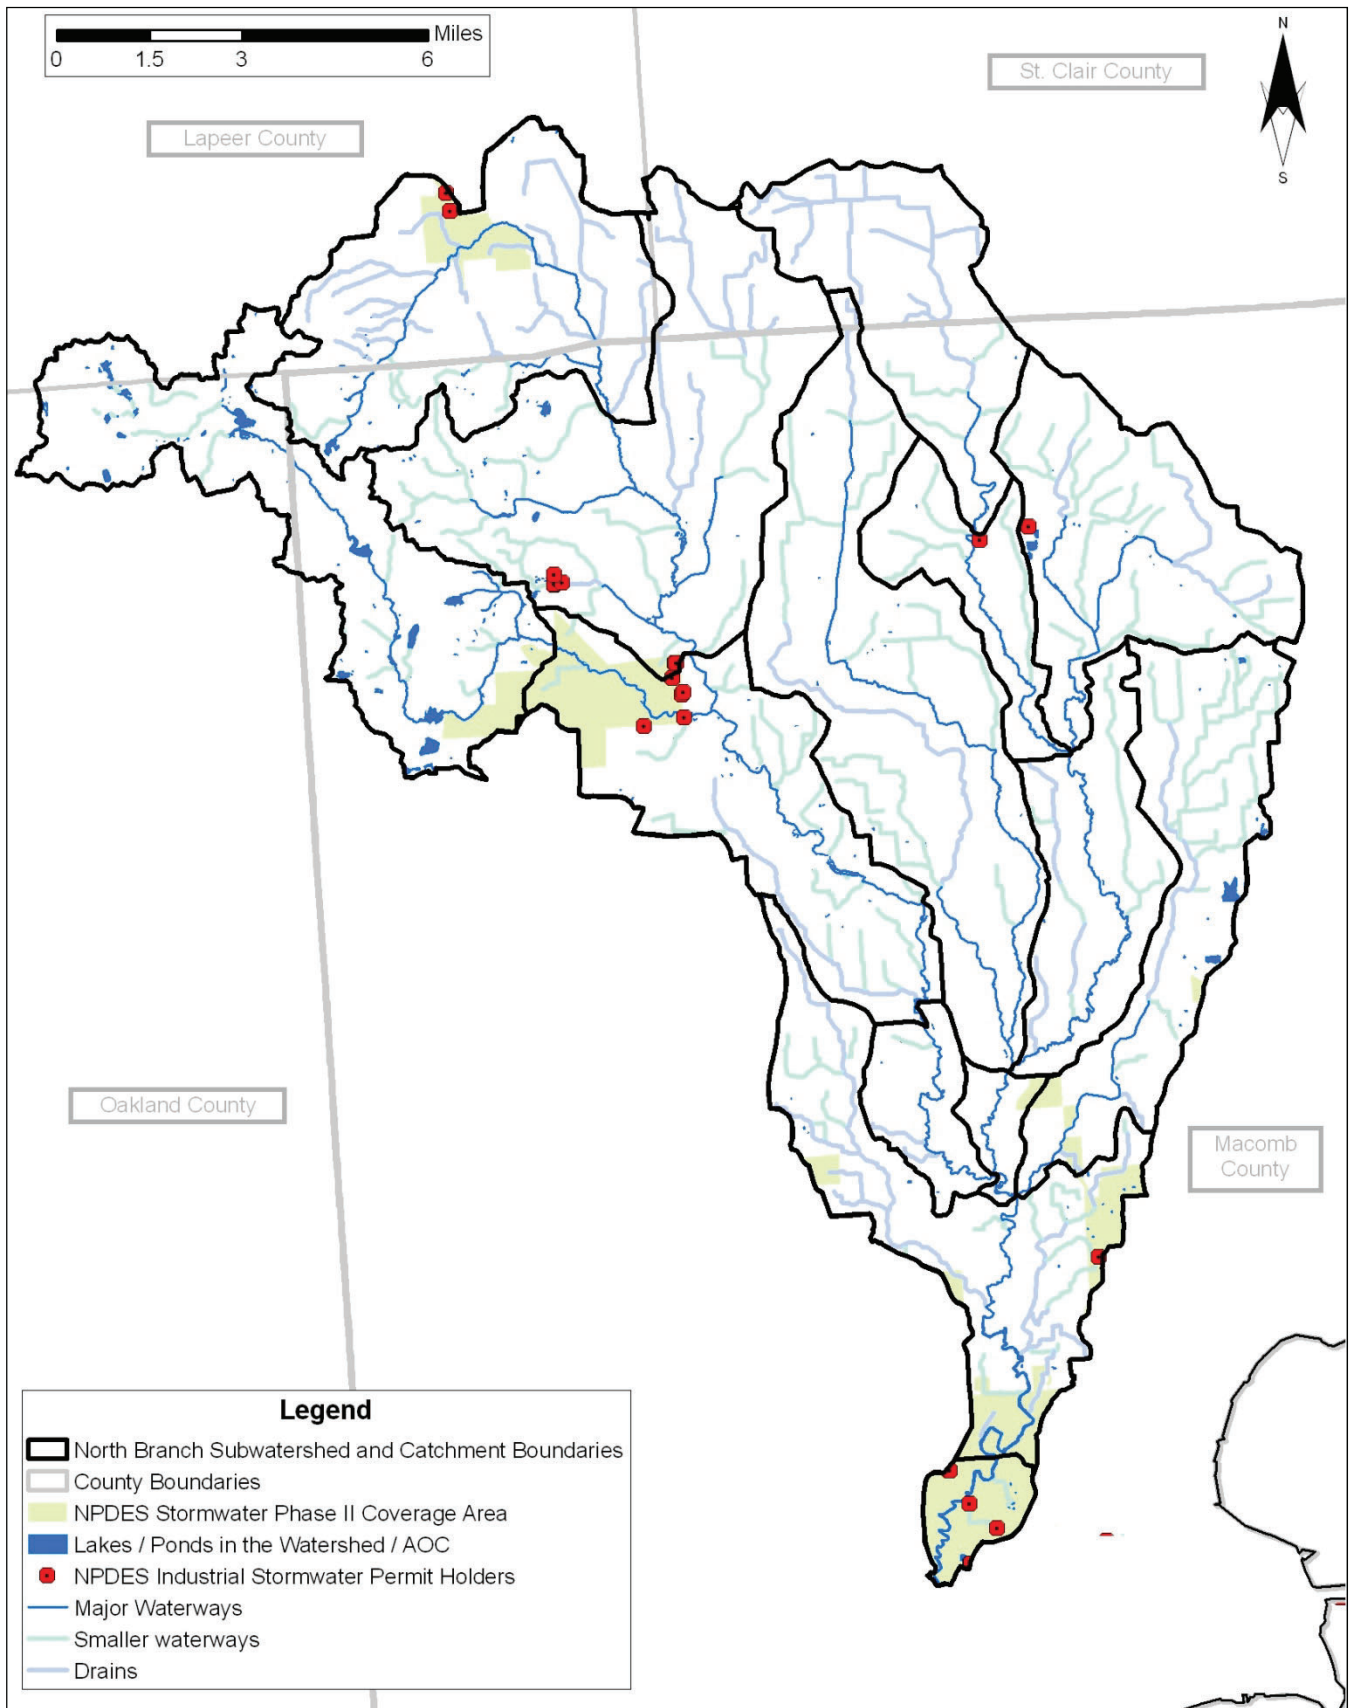 Miles
0 1.5 3 6
N
S
St. Clair County
Lapeer County
Oakland County
Macomb
County
Legend
North Branch Subwatershed and Catchment Boundaries
County Boundaries
NPDES Stormwater Phase II Coverage Area
Lakes / Ponds in the Watershed / AOC
NPDES Industrial Stormwater Permit Holders
Major Waterways
Smaller waterways
Drains